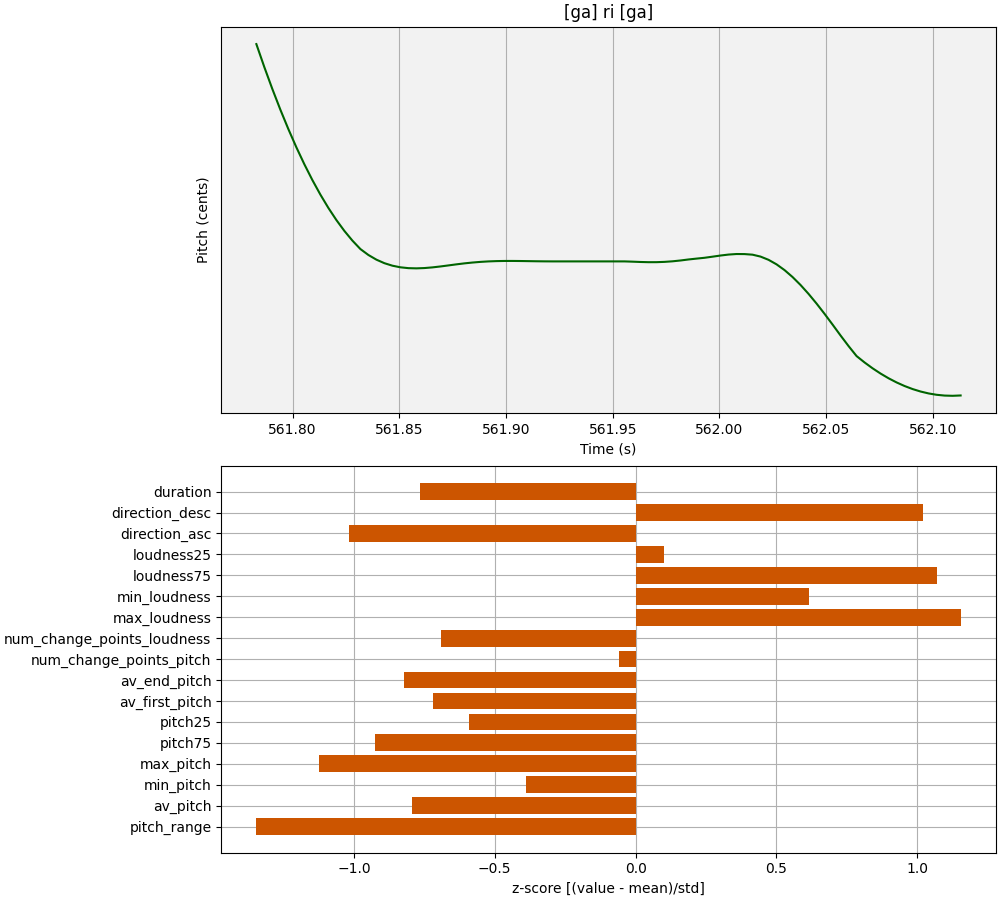 [ga] ri [ga]
Pitch (cents)
561.80 561.85 561.90 561.95 562.00 562.05 562.10
Time (s)
duration
direction_desc
direction_asc
loudness25
loudness75
min_loudness
max_loudness
num_change_points_loudness
num_change_points_pitch
av_end_pitch
av_first_pitch
pitch25
pitch75
max_pitch
min_pitch
av_pitch
pitch_range
−1.0 −0.5 0.0 0.5 1.0
z-score [(value - mean)/std]